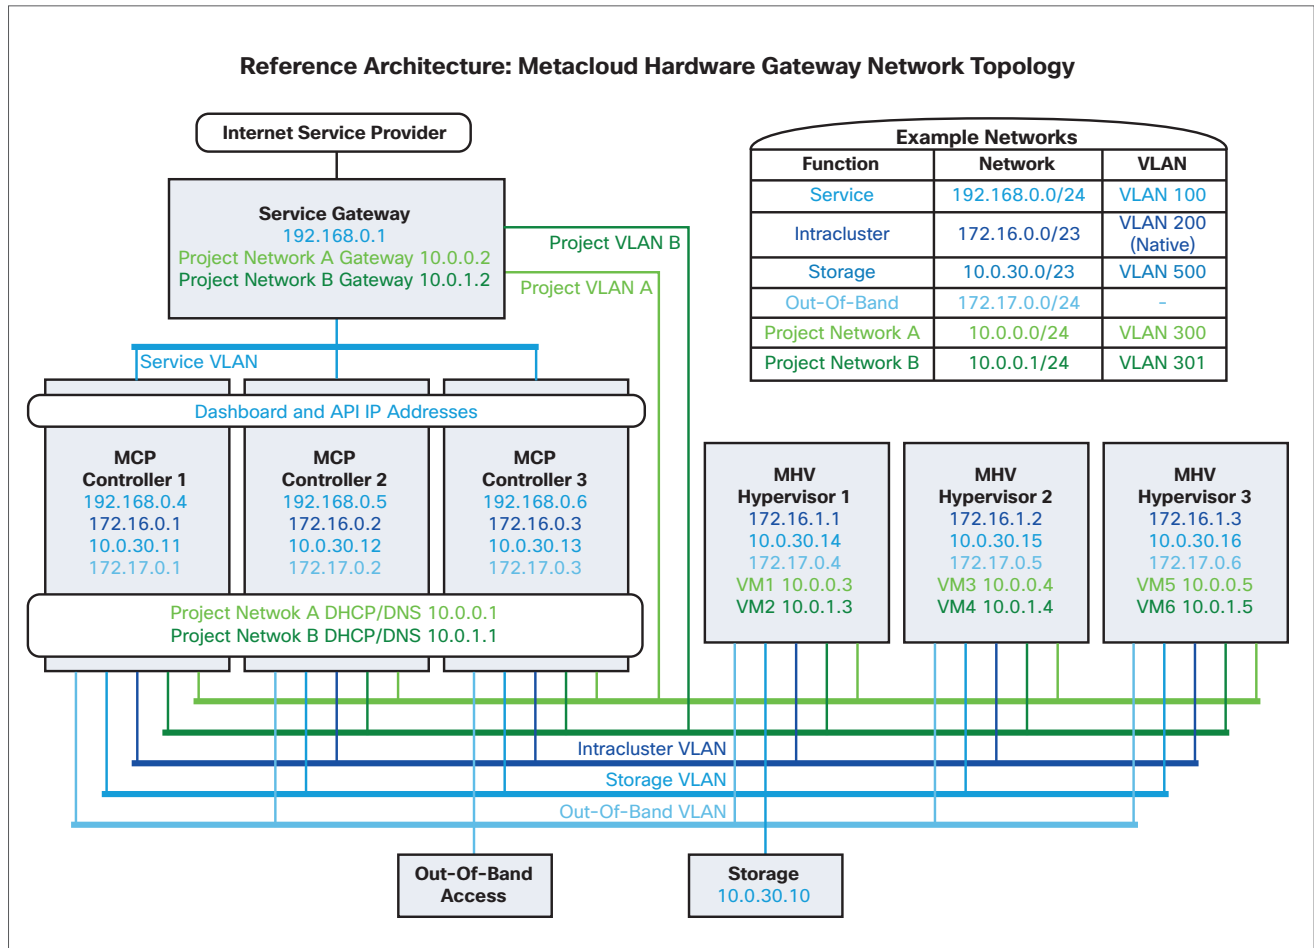 Reference Architecture: Metacloud Hardware Gateway Network Topology
Internet Service Provider
Service Gateway
192.168.0.1
Project Network A Gateway 10.0.0.2
Project Network B Gateway 10.0.1.2
Project VLAN B
Project VLAN A
Example Networks
Function Network VLAN
Service 192.168.0.0/24 VLAN 100
Intracluster 172.16.0.0/23 VLAN 200
(Native)
Storage 10.0.30.0/23 VLAN 500
Out-Of-Band 172.17.0.0/24 -
Project Network A 10.0.0.0/24 VLAN 300
Project Network B 10.0.0.1/24 VLAN 301
Service VLAN
Dashboard and API IP Addresses
MCP
Controller 1
192.168.0.4
172.16.0.1
10.0.30.11
172.17.0.1
MCP
Controller 2
192.168.0.5
172.16.0.2
10.0.30.12
172.17.0.2
MCP
Controller 3
192.168.0.6
172.16.0.3
10.0.30.13
172.17.0.3
Project Netwok A DHCP/DNS 10.0.0.1
Project Netwok B DHCP/DNS 10.0.1.1
MHV
Hypervisor 1
172.16.1.1
10.0.30.14
172.17.0.4
VM1 10.0.0.3
VM2 10.0.1.3
MHV
Hypervisor 2
172.16.1.2
10.0.30.15
172.17.0.5
VM3 10.0.0.4
VM4 10.0.1.4
MHV
Hypervisor 3
172.16.1.3
10.0.30.16
172.17.0.6
VM5 10.0.0.5
VM6 10.0.1.5
Intracluster VLAN
Storage VLAN
Out-Of-Band VLAN
Out-Of-Band
Access
Storage
10.0.30.10